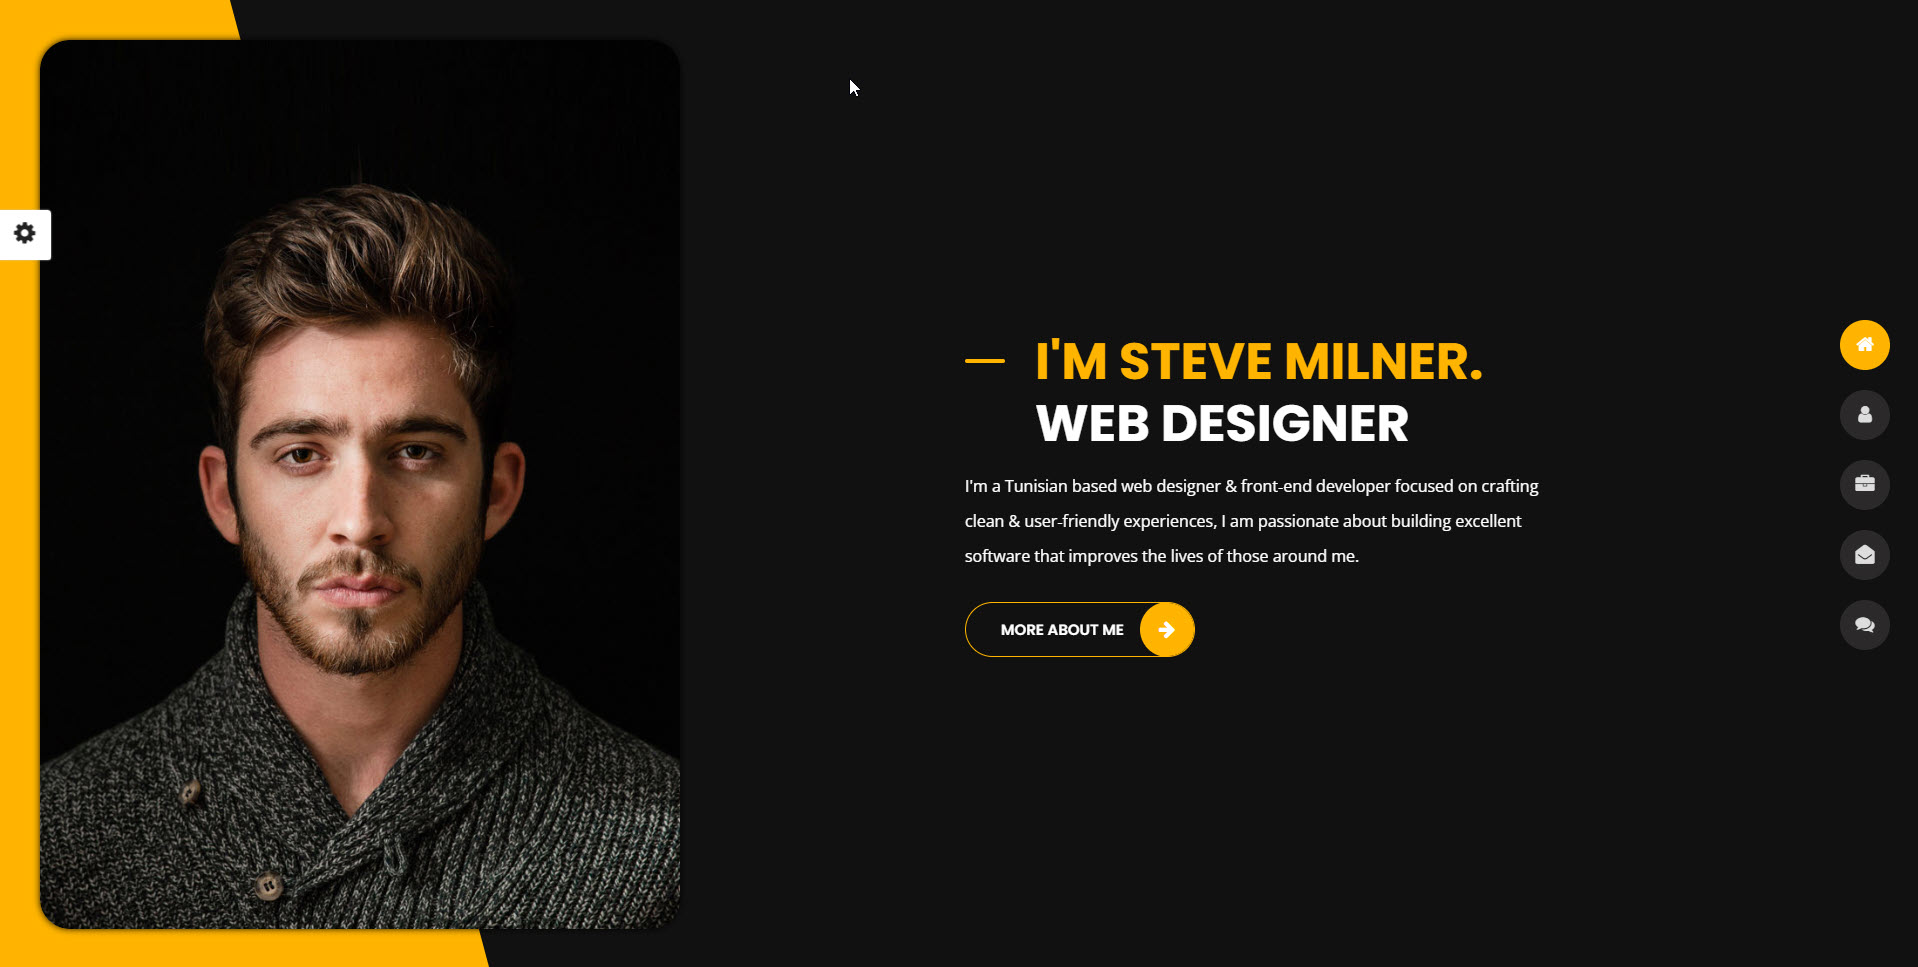 I'M STEVE MILNER.
WEB DESIGNER
I'm a Tunisian based web designer & front-end developer focused on crafting
clean & user-friendly experiences, I am passionate about building excellent
software that improves the lives of those around me.
MORE ABOUT ME